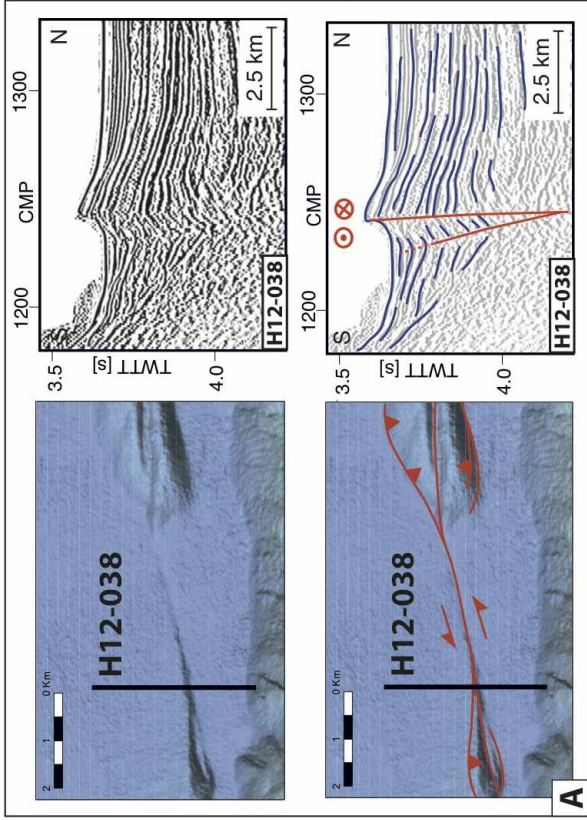 H12-038
0 Km
1
2
CMP
1200
1300
S
N
TWTT [s]
3.5
4.0
2.5 km
H12-038
H12-038
0 Km
1
2
CMP
1200
1300
S
N
TWTT [s]
3.5
4.0
2.5 km
H12-038
A